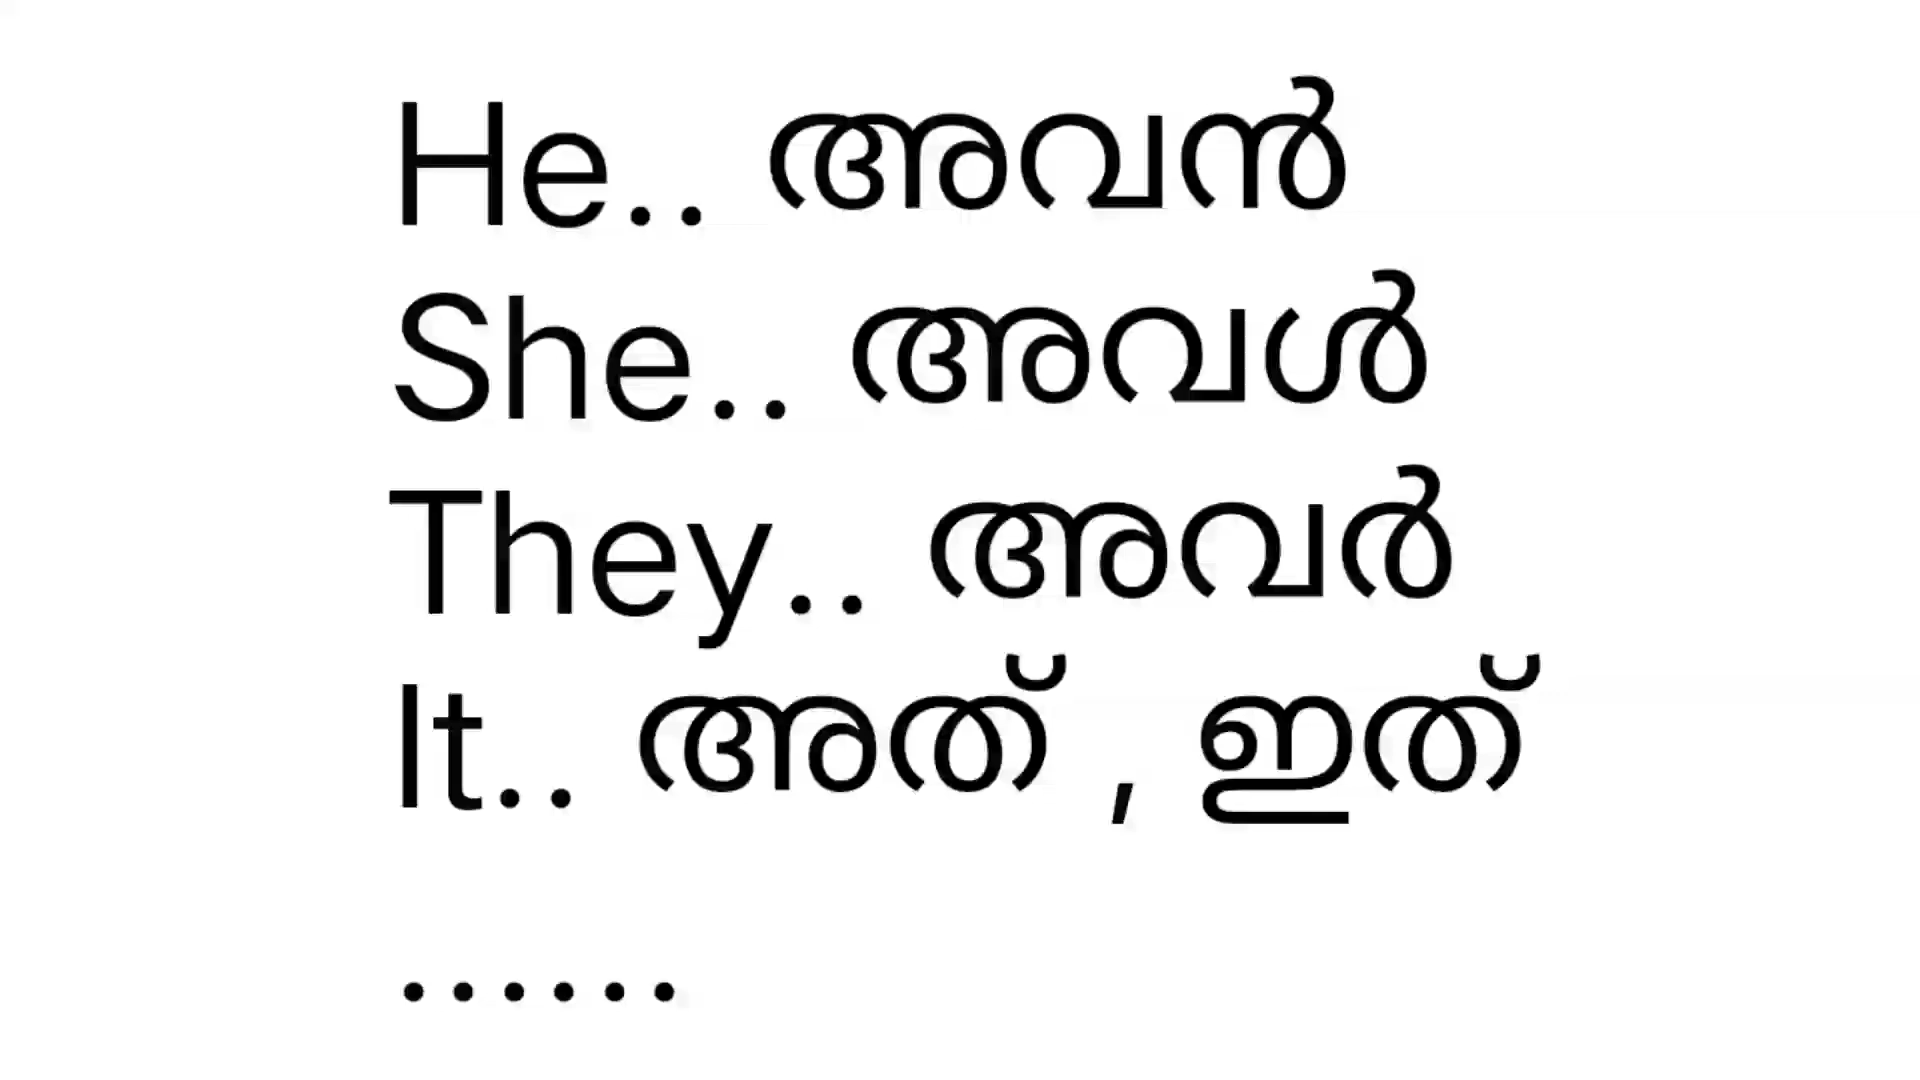 He.. അവൻ
She.. അവൾ
They.. അവർ
It.. അത് , ഇത്
......